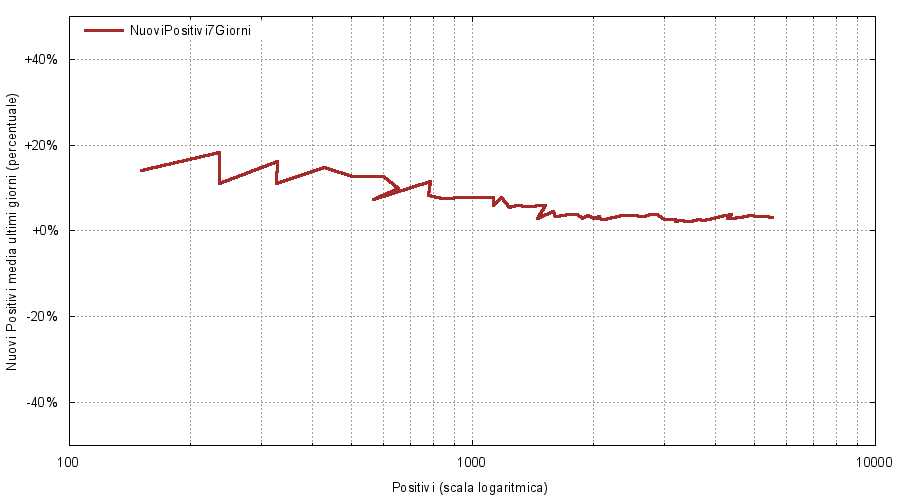 NuoviPositivi7Giorni
+40%
+20%
+0%
-20%
-40%
Nuovi Positivi media ultimi giorni (percentuale)
100
1000
10000
Positivi (scala logaritmica)